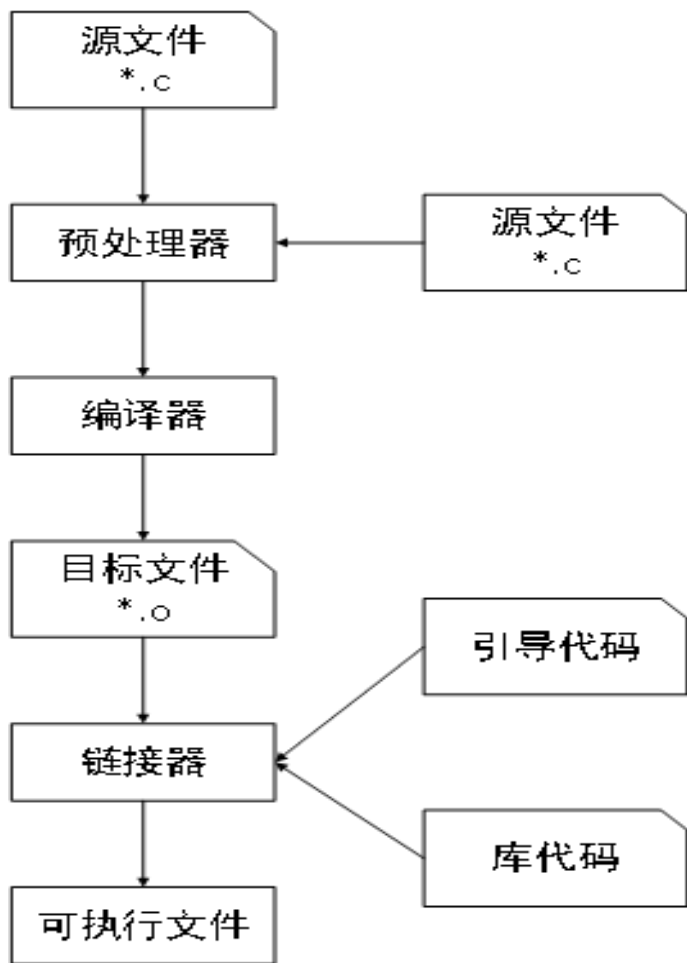 源文件
*.c
预处理器
源文件
*.c
编译器
目标文件
*.o
引导代码
链接器
库代码
可执行文件